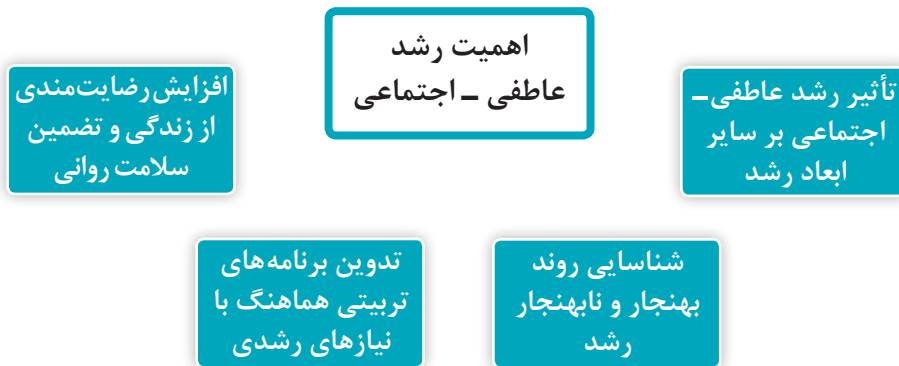 اهمیت رشد
عاطفی ـ اجتماعی
تأثیر رشد عاطفی ـ
اجتماعی بر سایر
ابعاد رشد
شناسایی روند
بهنجار و نابهنجار
رشد
تدوین برنامه‌های
تربیتی هماهنگ با
نیازهای رشدی
افزایش رضایت‌مندی
از زندگی و تضمین
سلامت روانی